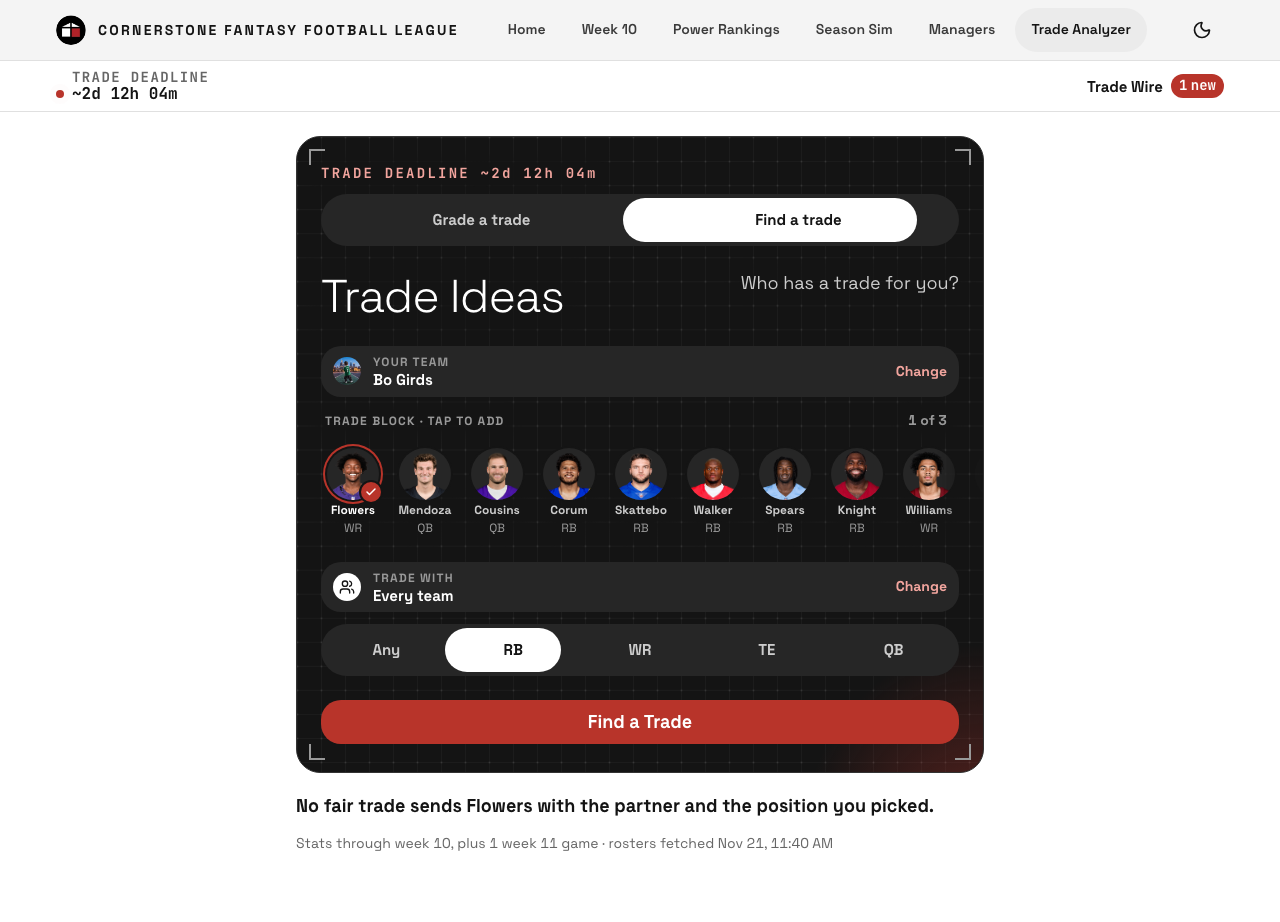 CORNERSTONE FANTASY FOOTBALL LEAGUE
Home
Week 10
Power Rankings
Season Sim
Managers
Trade Analyzer
TRADE DEADLINE
~2d 12h 04m
Trade Wire
1 new
TRADE DEADLINE ~2d 12h 04m
Grade a trade
Find a trade
Trade Ideas
Who has a trade for you?
YOUR TEAM
Bo Girds
Change
TRADE BLOCK · TAP TO ADD
1 of 3
Flowers
WR
Mendoza
QB
Cousins
QB
Corum
RB
Skattebo
RB
Walker
RB
Spears
RB
Knight
RB
Williams
WR
TRADE WITH
Every team
Change
Any
RB
WR
TE
QB
Find a Trade
No fair trade sends Flowers with the partner and the position you picked.
Stats through week 10, plus 1 week 11 game · rosters fetched Nov 21, 11:40 AM